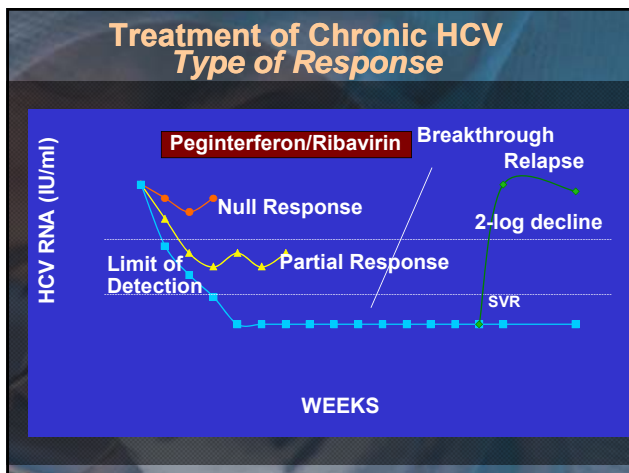 Treatment of Chronic HCV
Type of Response
Peginterferon/Ribavirin
Breakthrough
Relapse
HCV RNA (IU/ml)
Null Response
2-log decline
Limit of
Detection
Partial Response
SVR
WEEKS